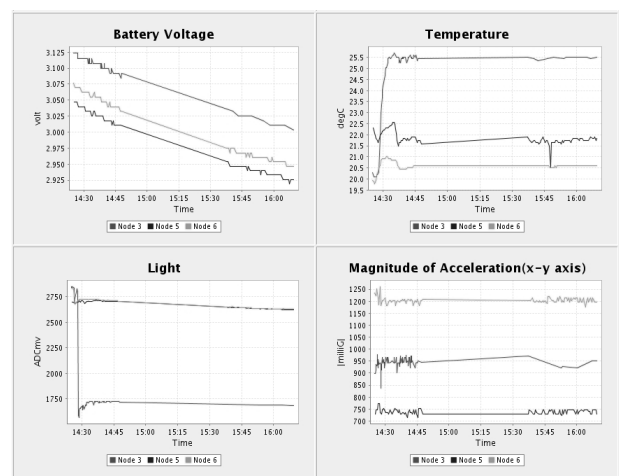 Battery Voltage
3.125
3.100
3.075
3.050
3.025
3.000
2.975
2.950
2.925
volt
14:30 14:45 15:00 15:15 15:30 15:45 16:00
Time
Node 3 Node 5 Node 6
Temperature
25.5
25.0
24.5
24.0
23.5
23.0
22.5
22.0
21.5
21.0
20.5
20.0
19.5
degC
14:30 14:45 15:00 15:15 15:30 15:45 16:00
Time
Node 3 Node 5 Node 6
Light
2750
2500
2250
2000
1750
ADCmv
14:30 14:45 15:00 15:15 15:30 15:45 16:00
Time
Node 3 Node 5 Node 6
Magnitude of Acceleration(x-y axis)
1250
1200
1150
1100
1050
1000
950
900
850
800
750
700
|milliG|
14:30 14:45 15:00 15:15 15:30 15:45 16:00
Time
Node 3 Node 5 Node 6